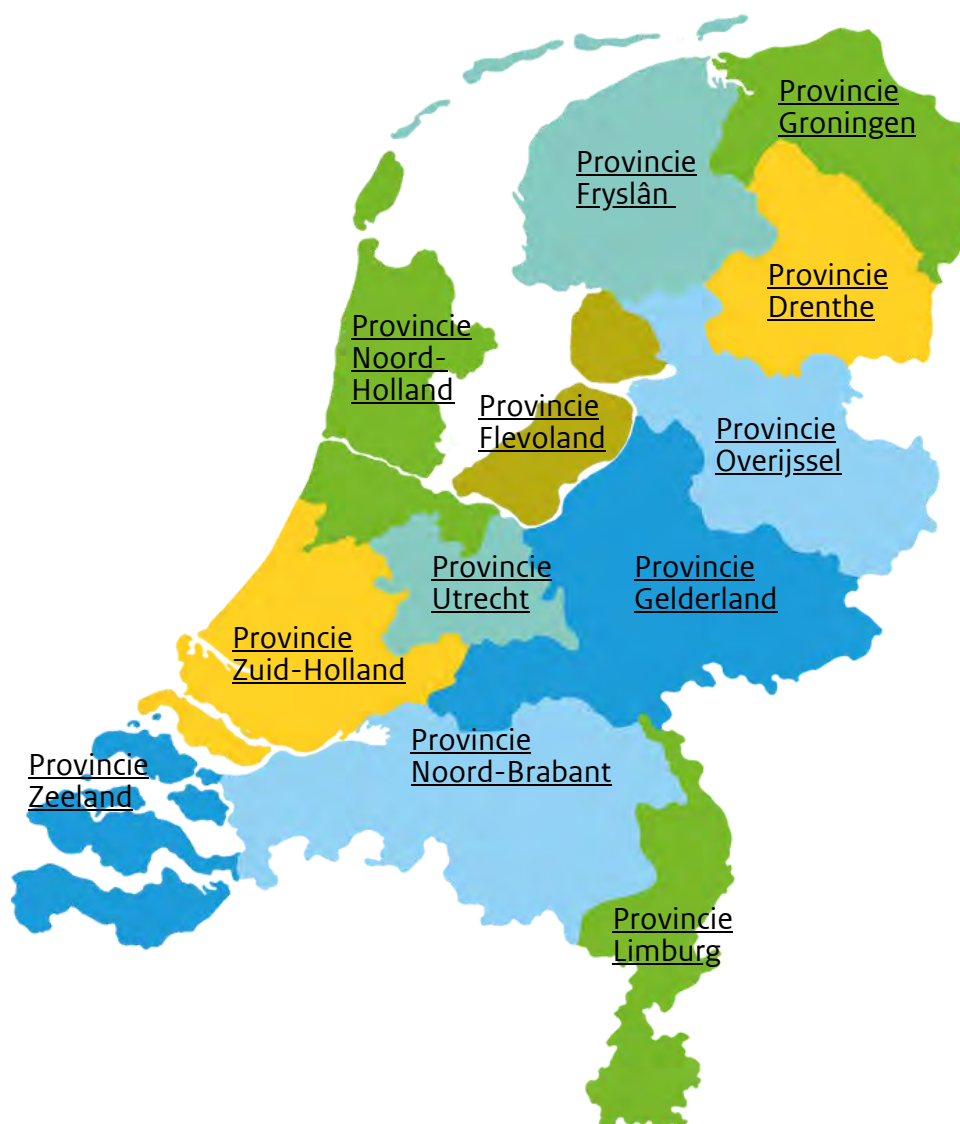 Provincie
Groningen
Provincie
Fryslân
Provincie
Drenthe
Provincie
Noord-
Holland
Provincie
Flevoland
Provincie
Overijssel
Provincie
Utrecht
Provincie
Gelderland
Provincie
Zuid-Holland
Provincie
Noord-Brabant
Provincie
Zeeland
Provincie
Limburg